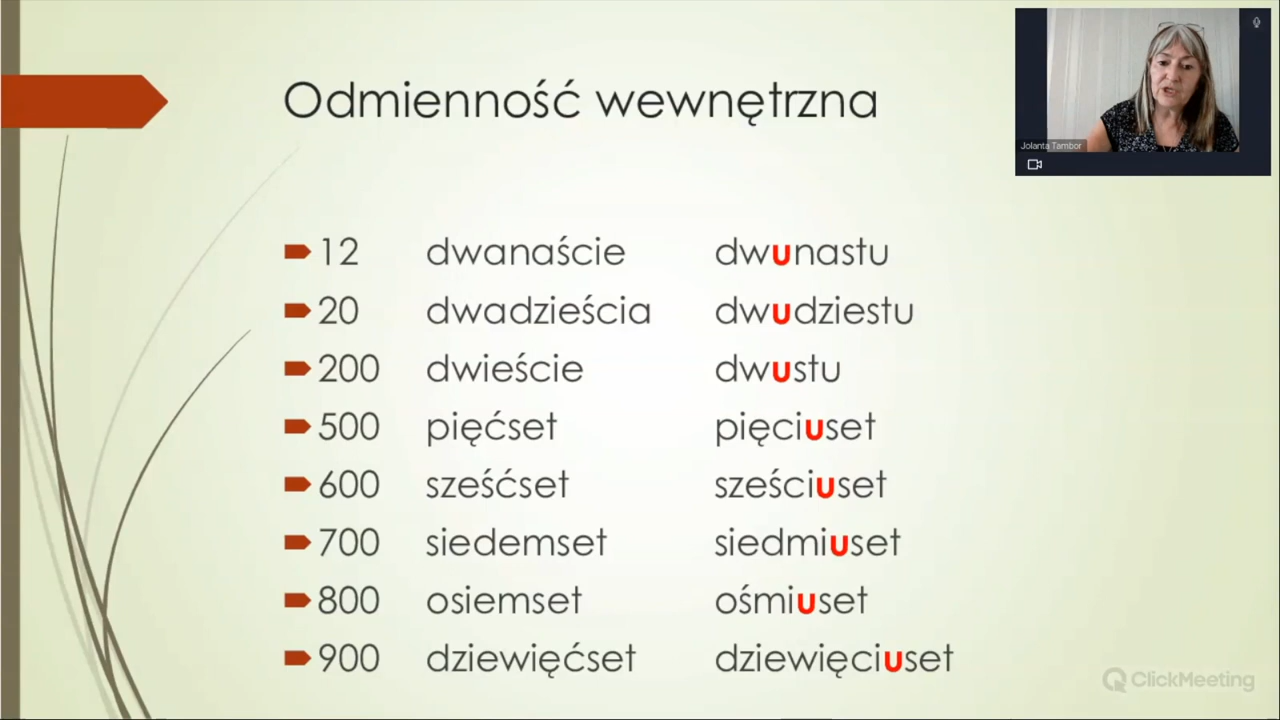 Odmienność wewnętrzna
Jolanta Tambor
12 dwanaście dwunastu
20 dwadzieścia dwudziestu
200 dwieście dwustu
500 pięćset pięciuset
600 sześćset sześciuset
700 siedemset siedmiuset
800 osiemset ośmiuset
900 dziewięćset dziewięciuset
ClickMeeting